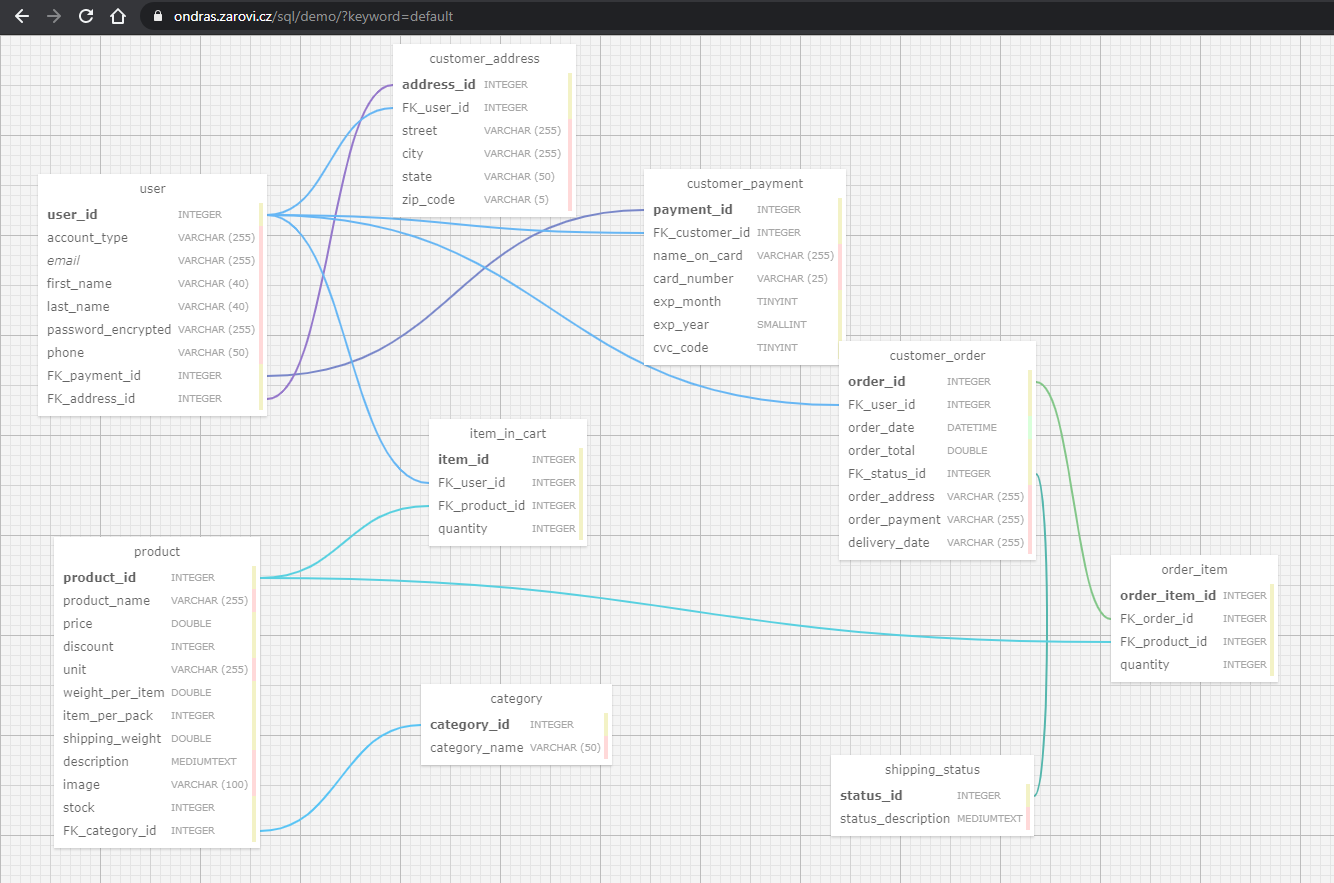 ondras.zarovi.cz/sql/demo/?keyword=default
customer_address
address_id INTEGER
FK_user_id INTEGER
street VARCHAR (255)
city VARCHAR (255)
state VARCHAR (50)
zip_code VARCHAR (5)
user
user_id INTEGER
account_type VARCHAR (255)
email VARCHAR (255)
first_name VARCHAR (40)
last_name VARCHAR (40)
password_encrypted VARCHAR (255)
phone VARCHAR (50)
FK_payment_id INTEGER
FK_address_id INTEGER
customer_payment
payment_id INTEGER
FK_customer_id INTEGER
name_on_card VARCHAR (255)
card_number VARCHAR (25)
exp_month TINYINT
exp_year SMALLINT
cvc_code TINYINT
customer_order
order_id INTEGER
FK_user_id INTEGER
order_date DATETIME
order_total DOUBLE
FK_status_id INTEGER
order_address VARCHAR (255)
order_payment VARCHAR (255)
delivery_date VARCHAR (255)
item_in_cart
item_id INTEGER
FK_user_id INTEGER
FK_product_id INTEGER
quantity INTEGER
product
product_id INTEGER
product_name VARCHAR (255)
price DOUBLE
discount INTEGER
unit VARCHAR (255)
weight_per_item DOUBLE
item_per_pack INTEGER
shipping_weight DOUBLE
description MEDIUMTEXT
image VARCHAR (100)
stock INTEGER
FK_category_id INTEGER
order_item
order_item_id INTEGER
FK_order_id INTEGER
FK_product_id INTEGER
quantity INTEGER
category
category_id INTEGER
category_name VARCHAR (50)
shipping_status
status_id INTEGER
status_description MEDIUMTEXT